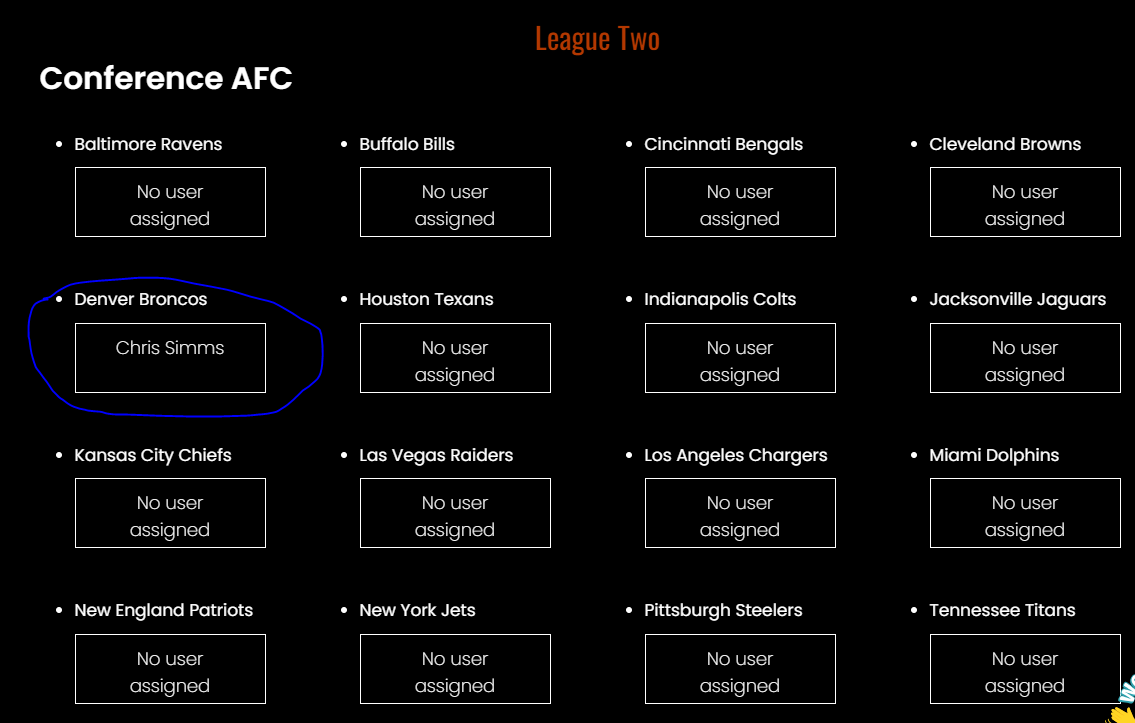 League Two
Conference AFC
Baltimore Ravens
No user
assigned
Buffalo Bills
No user
assigned
Cincinnati Bengals
No user
assigned
Cleveland Browns
No user
assigned
Denver Broncos
Chris Simms
Houston Texans
No user
assigned
Indianapolis Colts
No user
assigned
Jacksonville Jaguars
No user
assigned
Kansas City Chiefs
No user
assigned
Las Vegas Raiders
No user
assigned
Los Angeles Chargers
No user
assigned
Miami Dolphins
No user
assigned
New England Patriots
No user
assigned
New York Jets
No user
assigned
Pittsburgh Steelers
No user
assigned
Tennessee Titans
No user
assigned